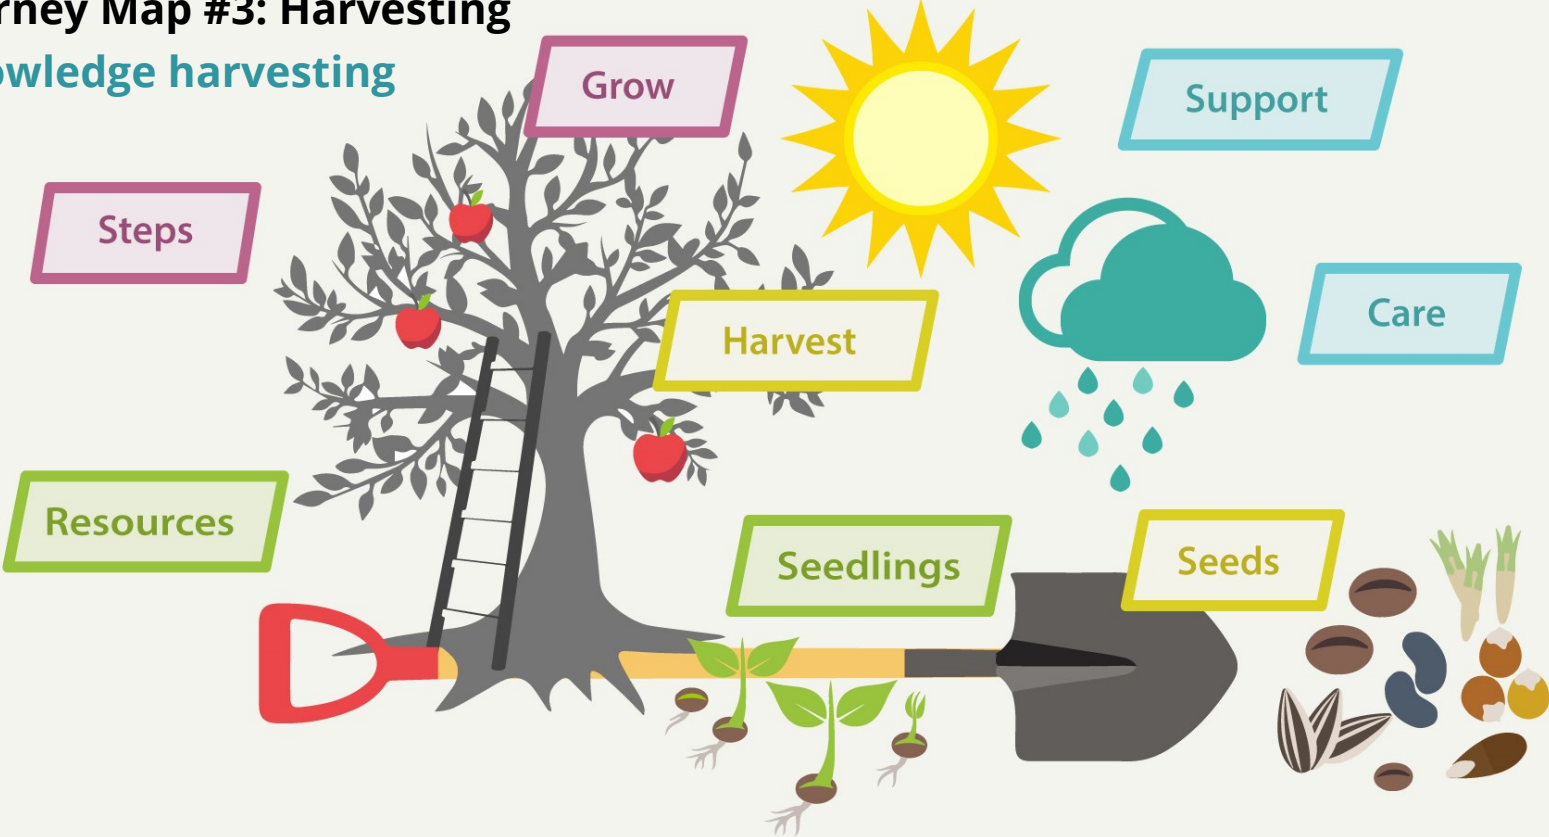 rney Map #3: Harvesting
owledge harvesting
Grow
Support
Steps
Harvest
Care
Resources
Seedlings
Seeds